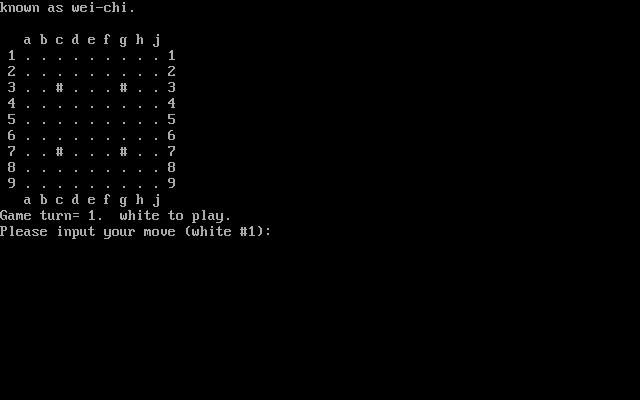 known as wei-chi.
a b c d e f g h j
1 . . . . . . . . . 1
2 . . . . . . . . . 2
3 . . # . . . # . . 3
4 . . . . . . . . . 4
5 . . . . . . . . . 5
6 . . . . . . . . . 6
7 . . # . . . # . . 7
8 . . . . . . . . . 8
9 . . . . . . . . . 9
a b c d e f g h j
Game turn= 1.  white to play.
Please input your move (white #1):